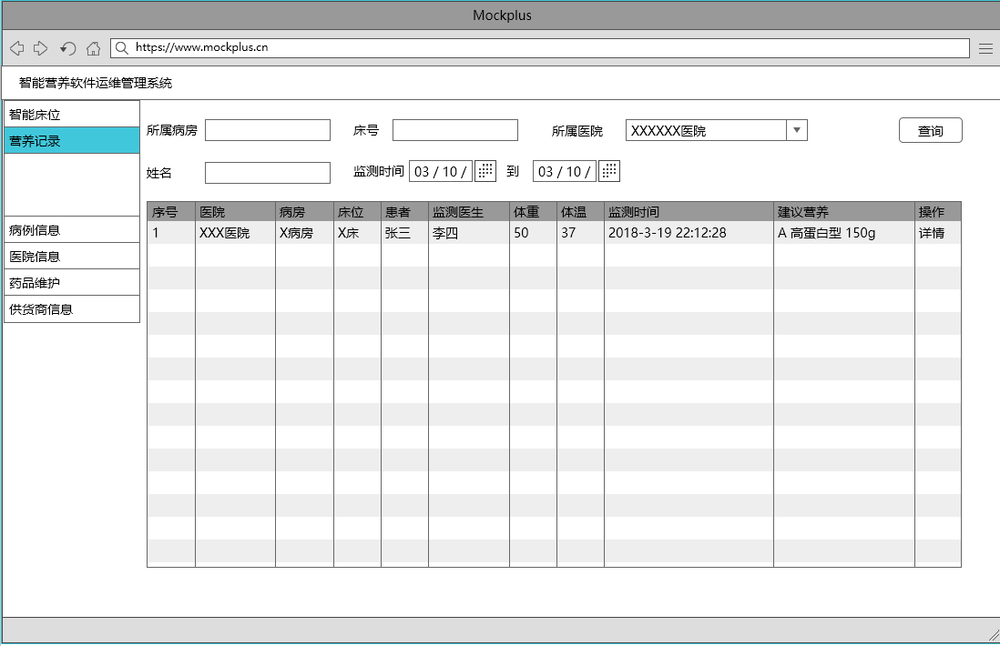 Mockplus
https://www.mockplus.cn
智能营养软件运维管理系统
智能床位
营养记录
病例信息
医院信息
药品维护
供货商信息
所属病房 床号 所属医院 XXXXXX医院 查询
姓名 监测时间 03 / 10 / 到 03 / 10 /
序号 医院 病房 床位 患者 监测医生 体重 体温 监测时间 建议营养 操作
1 XXX医院 X病房 X床 张三 李四 50 37 2018-3-19 22:12:28 A 高蛋白型 150g 详情